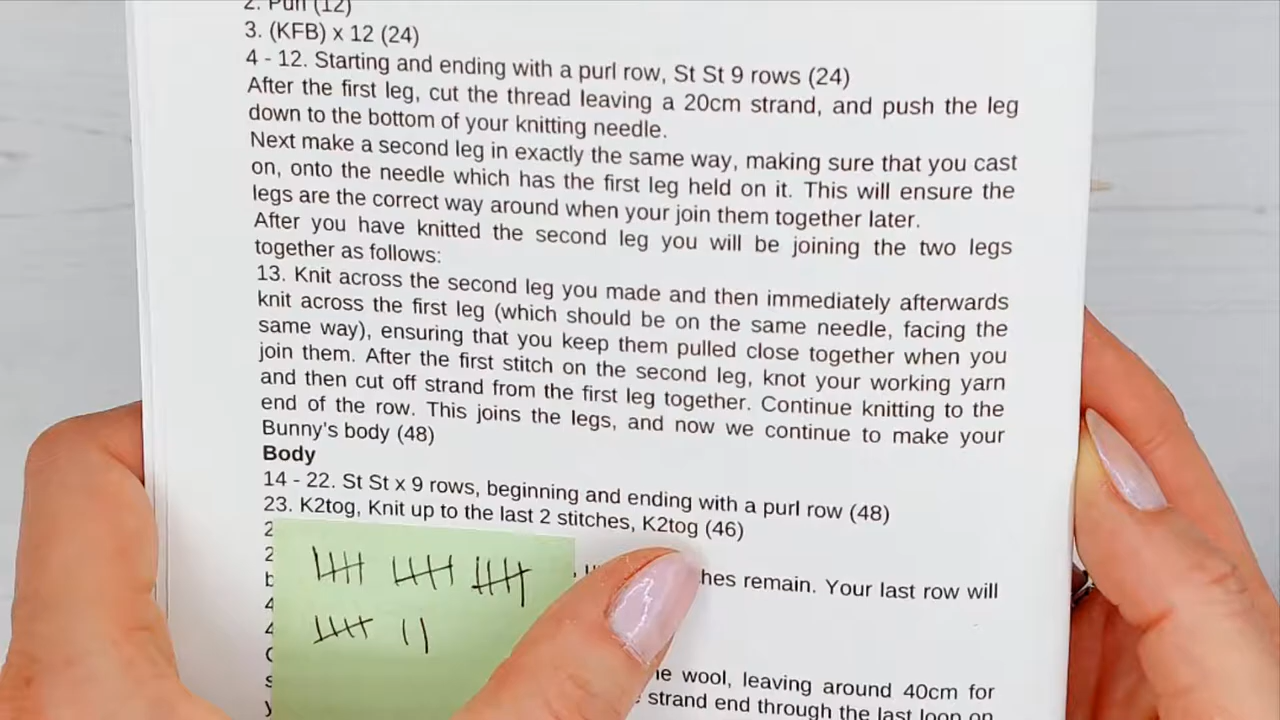 2. Purl (12)
3. (KFB) x 12 (24)
4 - 12. Starting and ending with a purl row, St St 9 rows (24)
After the first leg, cut the thread leaving a 20cm strand, and push the leg
down to the bottom of your knitting needle.
Next make a second leg in exactly the same way, making sure that you cast
on, onto the needle which has the first leg held on it. This will ensure the
legs are the correct way around when your join them together later.
After you have knitted the second leg you will be joining the two legs
together as follows:
13. Knit across the second leg you made and then immediately afterwards
knit across the first leg (which should be on the same needle, facing the
same way), ensuring that you keep them pulled close together when you
join them. After the first stitch on the second leg, knot your working yarn
and then cut off strand from the first leg together. Continue knitting to the
end of the row. This joins the legs, and now we continue to make your
Bunny's body (48)
Body
14 - 22. St St x 9 rows, beginning and ending with a purl row (48)
23. K2tog, Knit up to the last 2 stitches, K2tog (46)
2
2
remain. Your last row will
b
4
4
wool, leaving around 40cm for
strand end through the last loop on